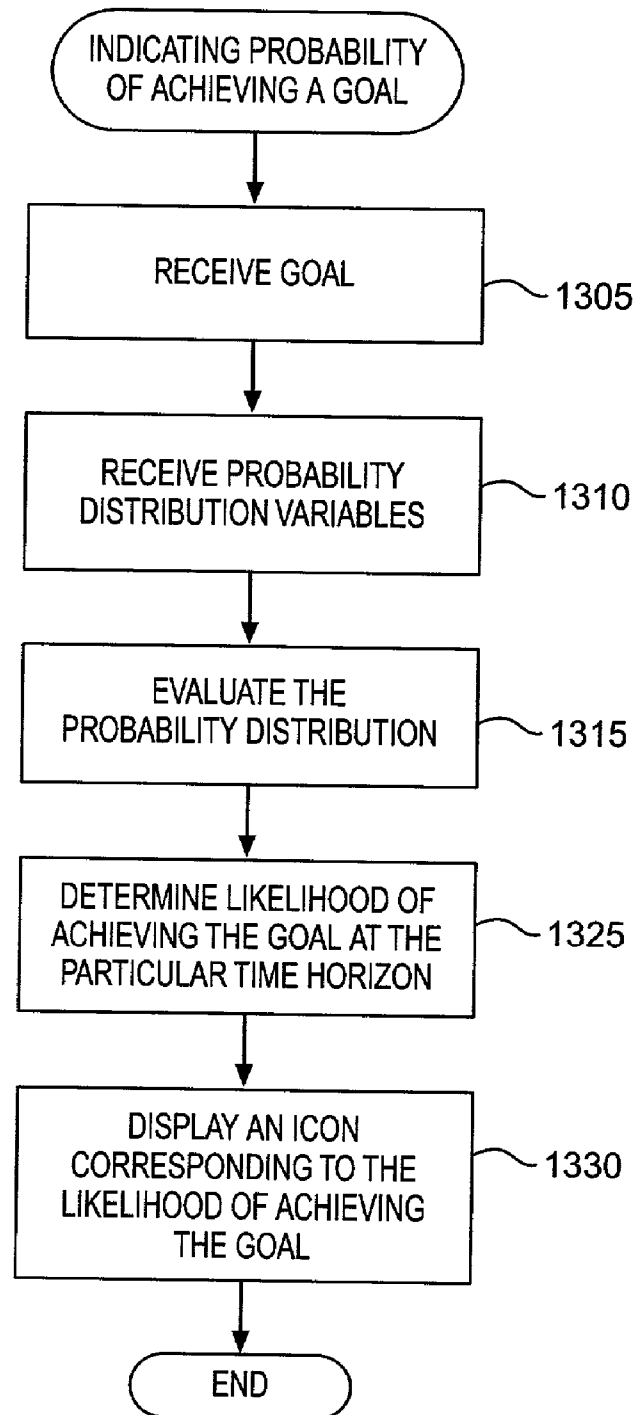 INDICATING PROBABILITY
OF ACHIEVING A GOAL
RECEIVE GOAL
1305
RECEIVE PROBABILITY
DISTRIBUTION VARIABLES
1310
EVALUATE THE
PROBABILITY DISTRIBUTION
1315
DETERMINE LIKELIHOOD OF
ACHIEVING THE GOAL AT THE
PARTICULAR TIME HORIZON
1325
DISPLAY AN ICON
CORRESPONDING TO THE
LIKELIHOOD OF ACHIEVING
THE GOAL
1330
END